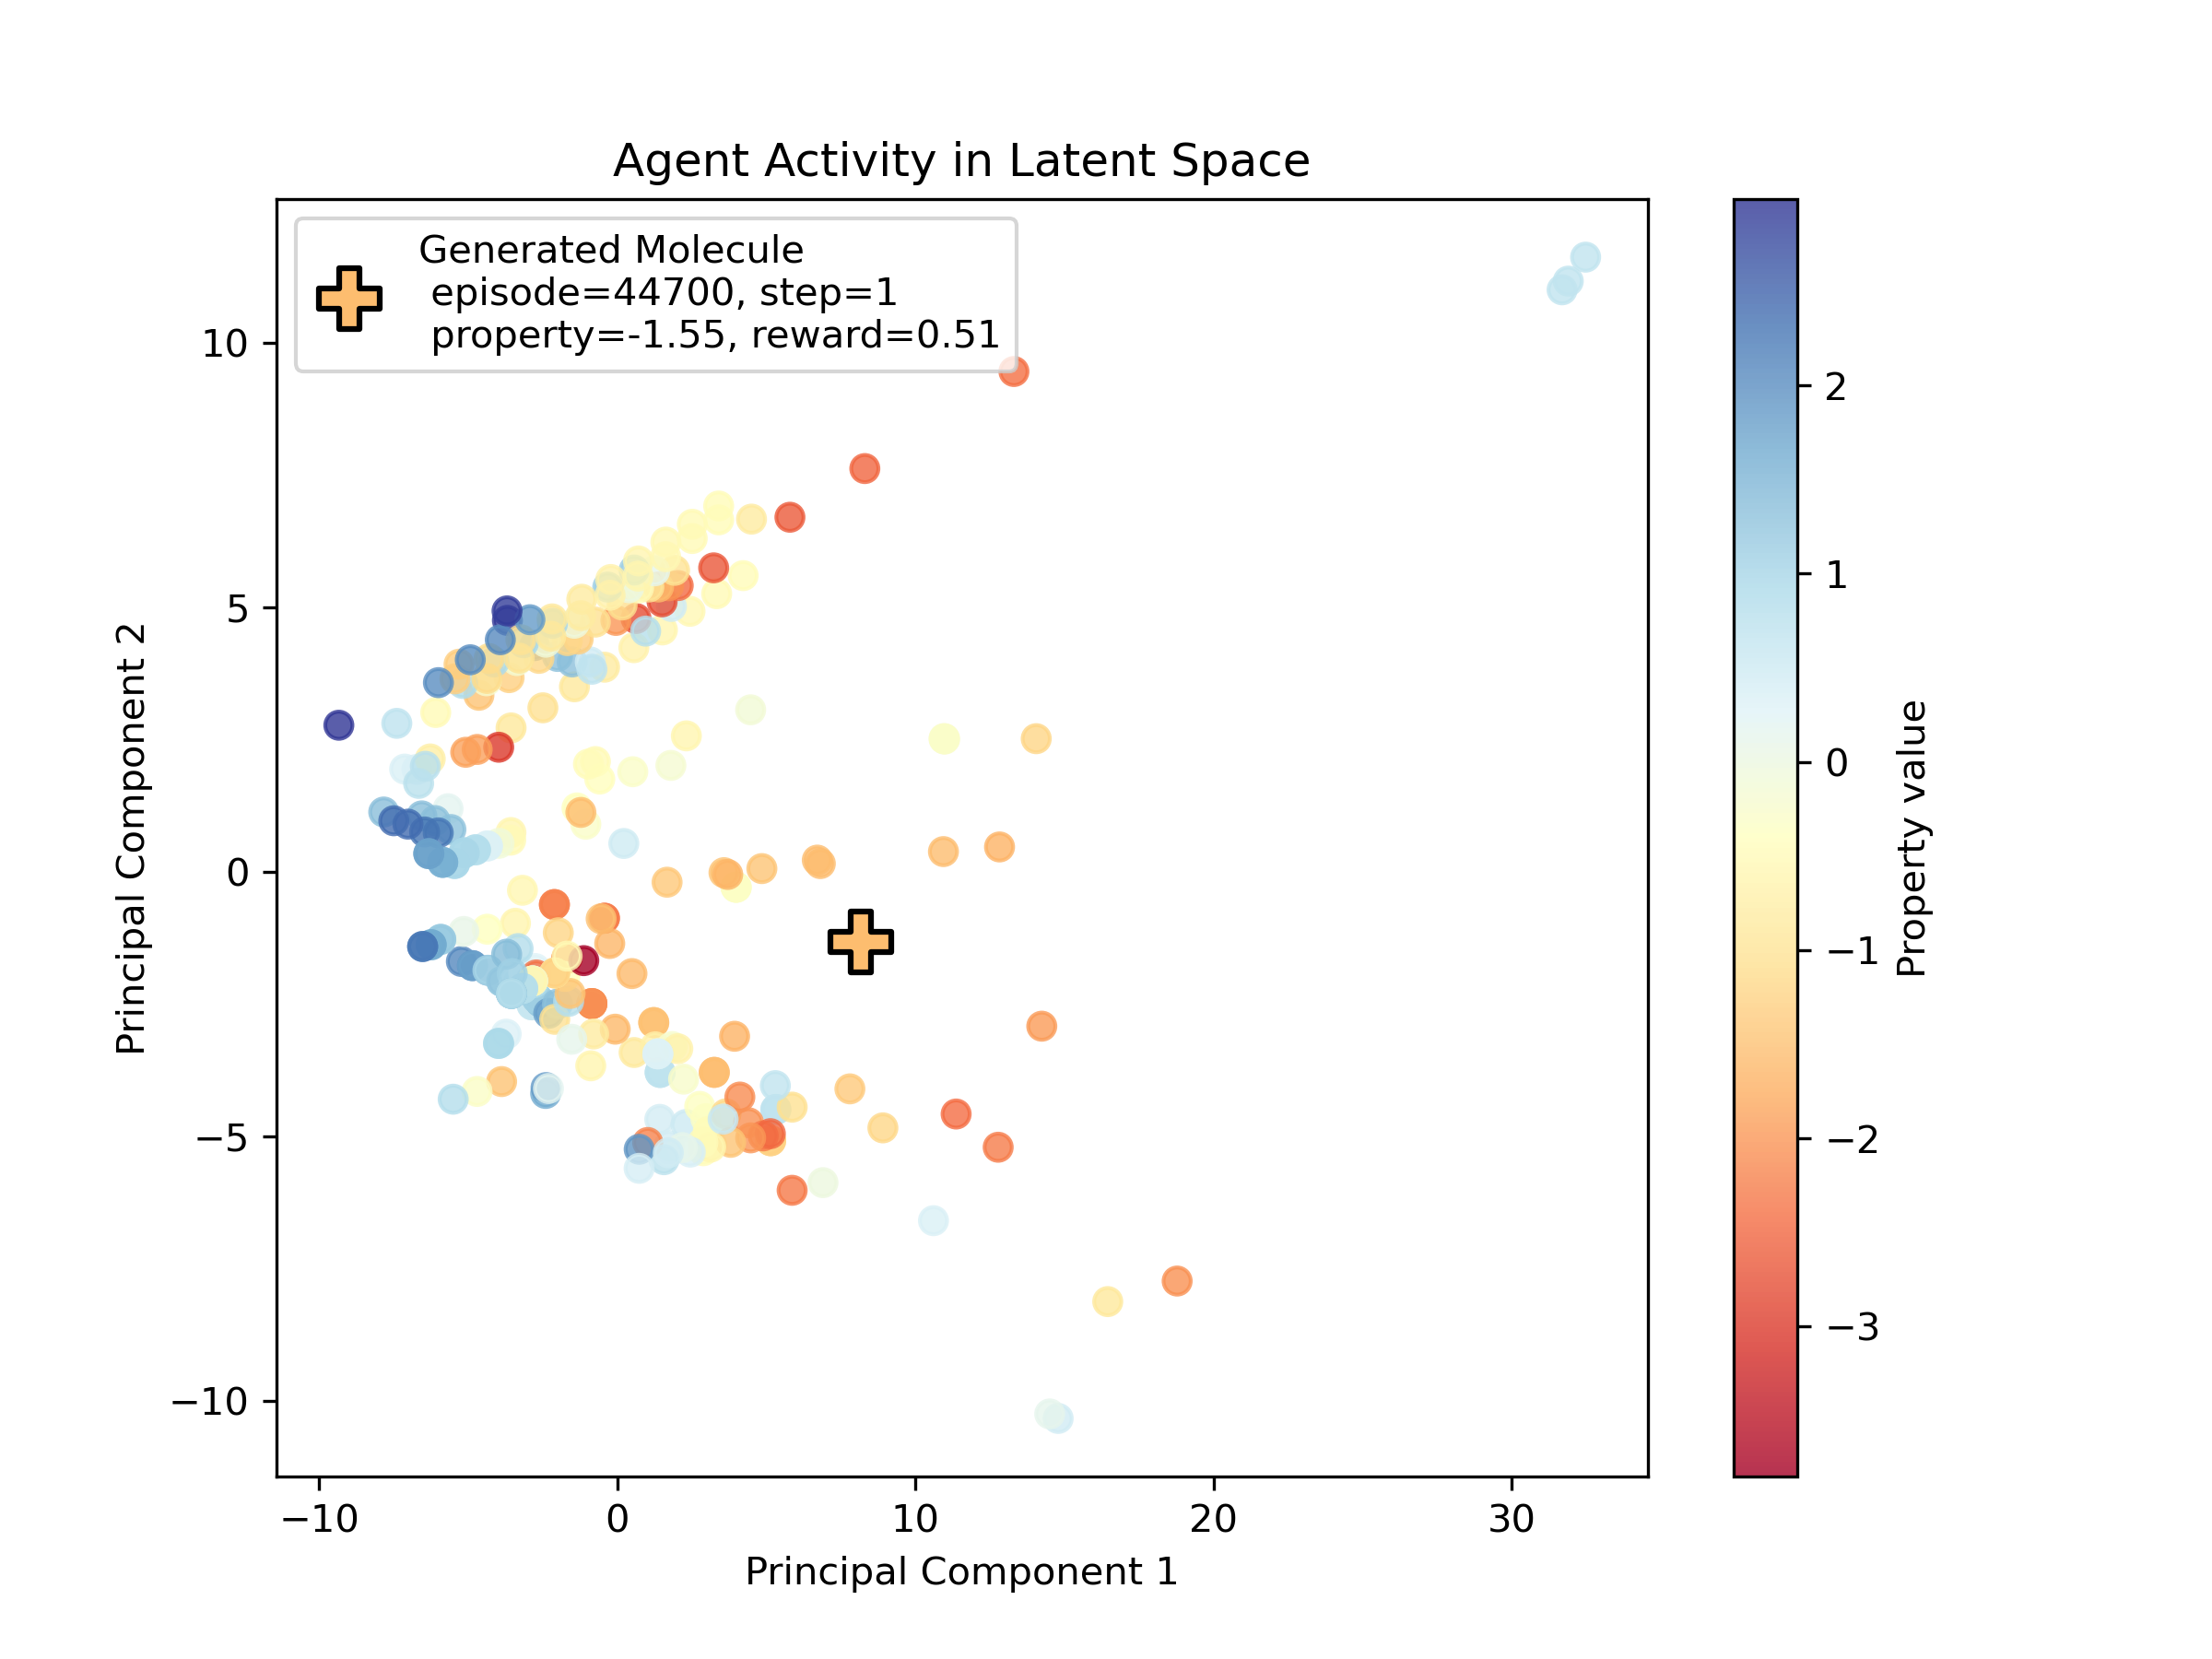 Agent Activity in Latent Space
Generated Molecule
episode=44700, step=1
property=-1.55, reward=0.51
10
5
0
−5
−10
Principal Component 2
−10
0
10
20
30
Principal Component 1
2
1
0
−1
−2
−3
Property value